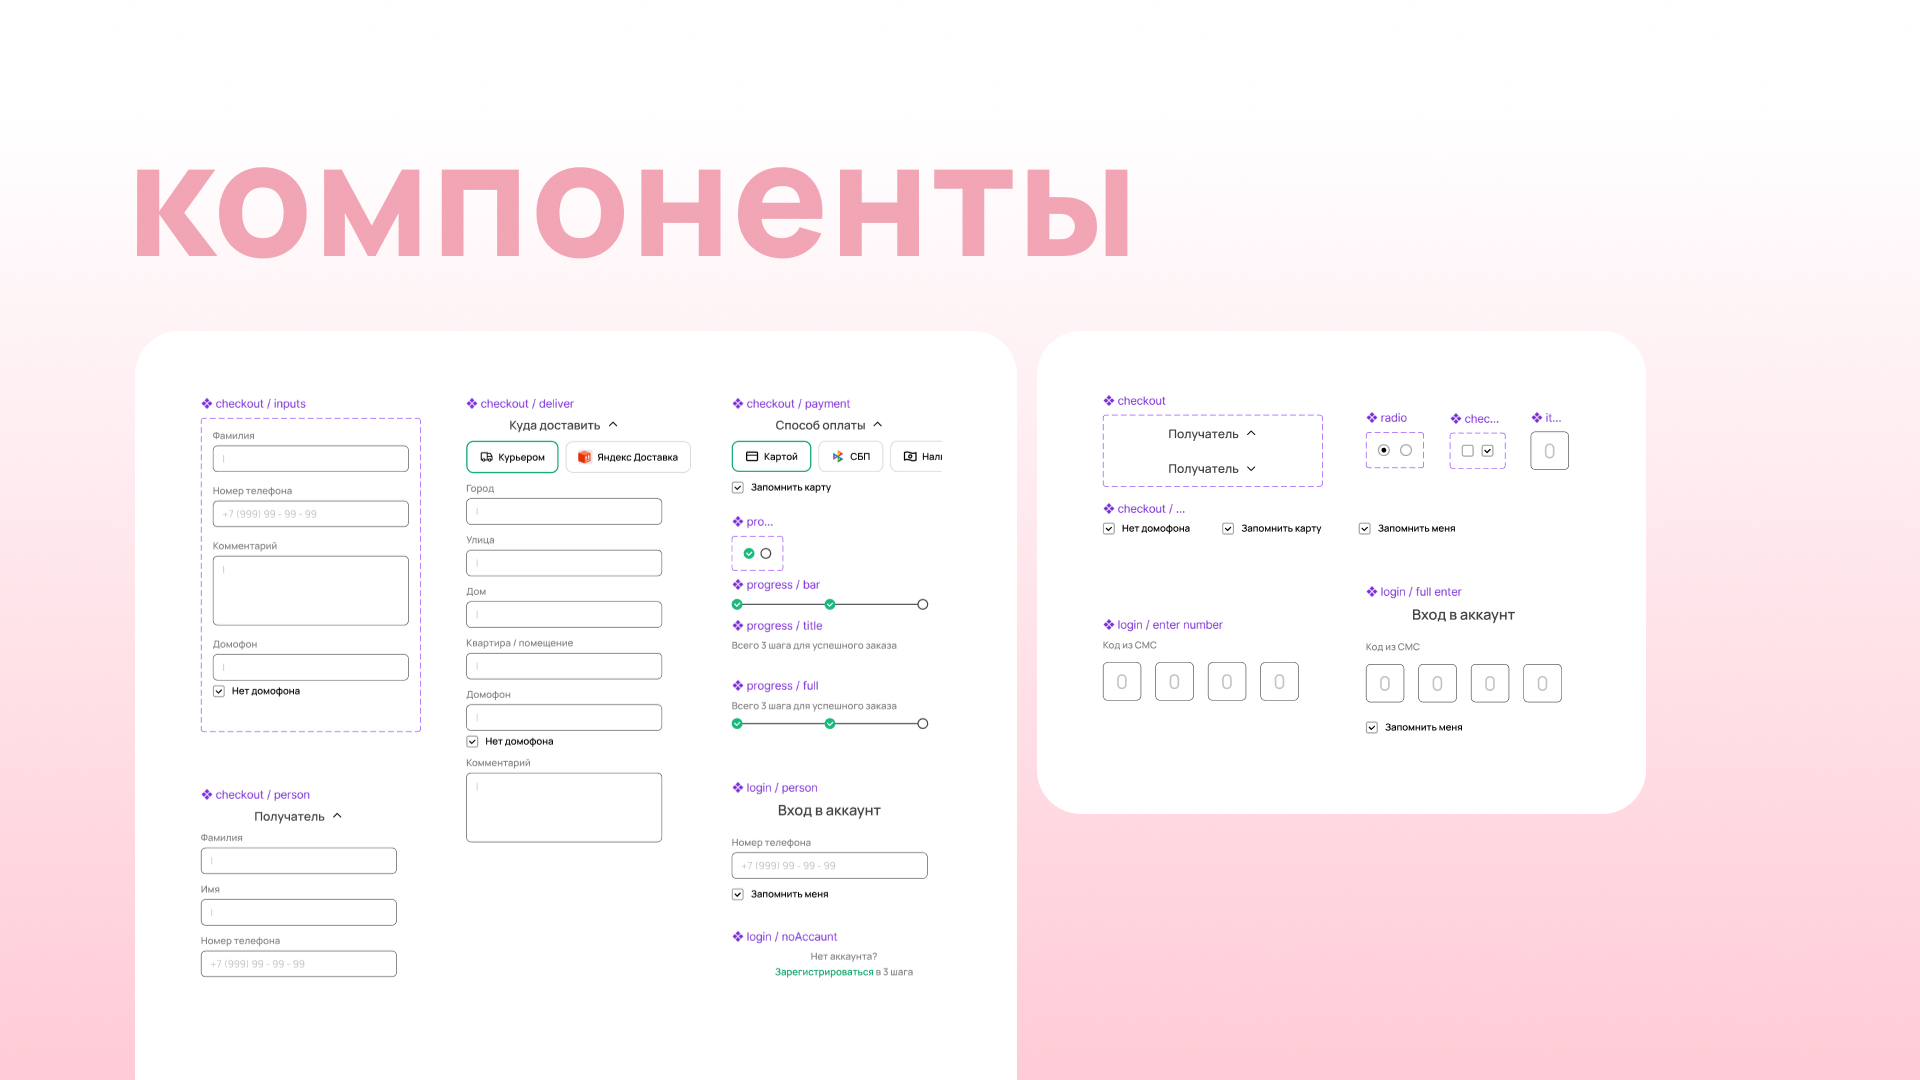 компоненты
checkout / inputs
Фамилия
Номер телефона
+7 (999) 99 - 99 - 99
Комментарий
Домофон
Нет домофона
checkout / person
Получатель
Фамилия
Имя
Номер телефона
+7 (999) 99 - 99 - 99
checkout / deliver
Куда доставить
Курьером
Яндекс Доставка
Город
Улица
Дом
Квартира / помещение
Домофон
Нет домофона
Комментарий
checkout / payment
Способ оплаты
Картой
СБП
Нали
Запомнить карту
pro...
progress / bar
progress / title
Всего 3 шага для успешного заказа
progress / full
Всего 3 шага для успешного заказа
login / person
Вход в аккаунт
Номер телефона
+7 (999) 99 - 99 - 99
Запомнить меня
login / noAccaunt
Нет аккаунта?
Зарегистрироваться в 3 шага
checkout
Получатель
Получатель
radio
chec...
it...
0
checkout / ...
Нет домофона
Запомнить карту
Запомнить меня
login / enter number
Код из СМС
0 0 0 0
login / full enter
Вход в аккаунт
Код из СМС
0 0 0 0
Запомнить меня